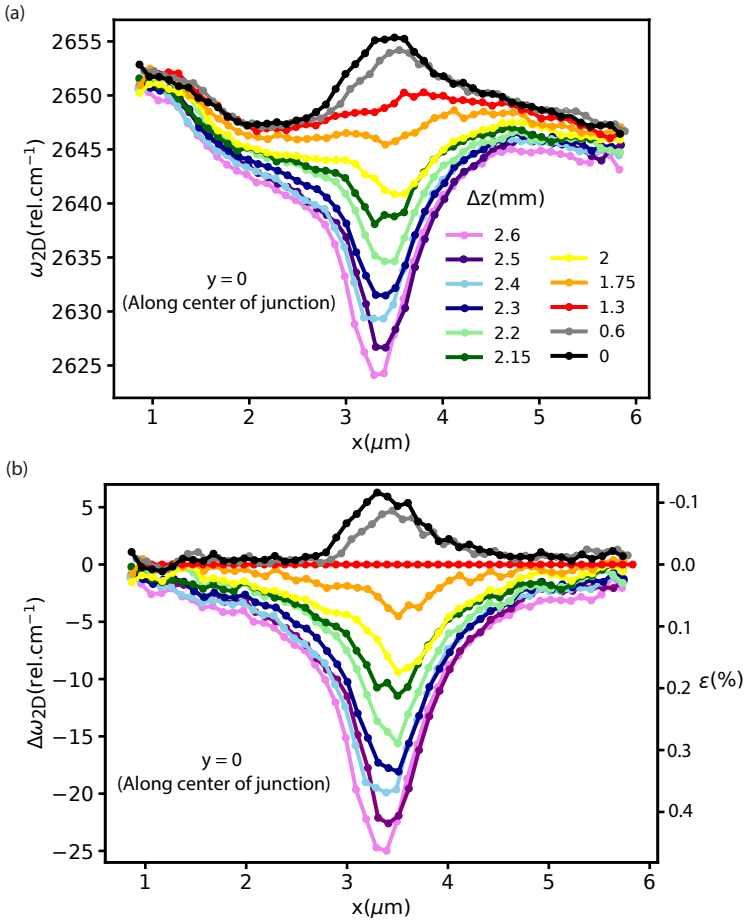 (a)
2655
2650
2645
2640
2635
2630
2625
ω2D(rel.cm−1)
Δz(mm)
2.6
2.5
2.4
2.3
2.2
2.15
2
1.75
1.3
0.6
0
y = 0
(Along center of junction)
1 2 3 4 5 6
x(μm)
(b)
5
0
−5
−10
−15
−20
−25
Δω2D(rel.cm−1)
-0.1
0.0
0.1
0.2
0.3
0.4
ε(%)
y = 0
(Along center of junction)
1 2 3 4 5 6
x(μm)